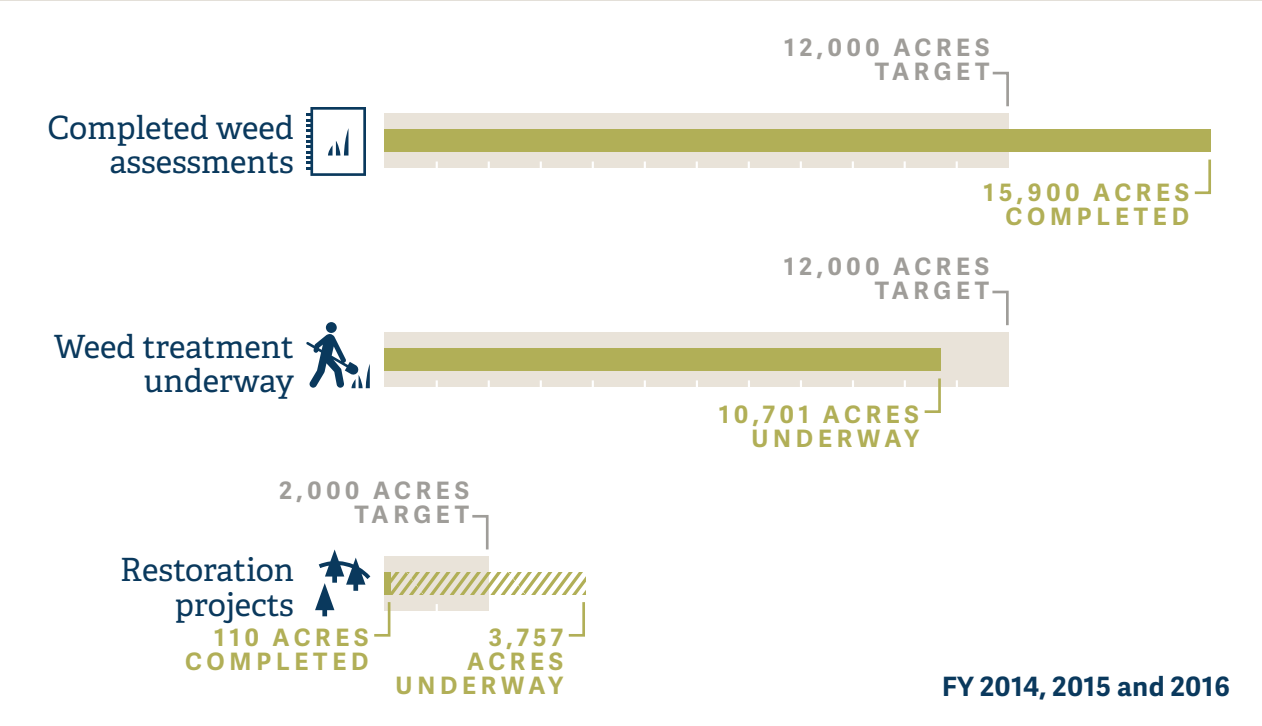 12,000 ACRES
TARGET
Completed weed
assessments
15,900 ACRES
COMPLETED
12,000 ACRES
TARGET
Weed treatment
underway
10,701 ACRES
UNDERWAY
2,000 ACRES
TARGET
Restoration
projects
110 ACRES
COMPLETED
3,757
ACRES
UNDERWAY
FY 2014, 2015 and 2016